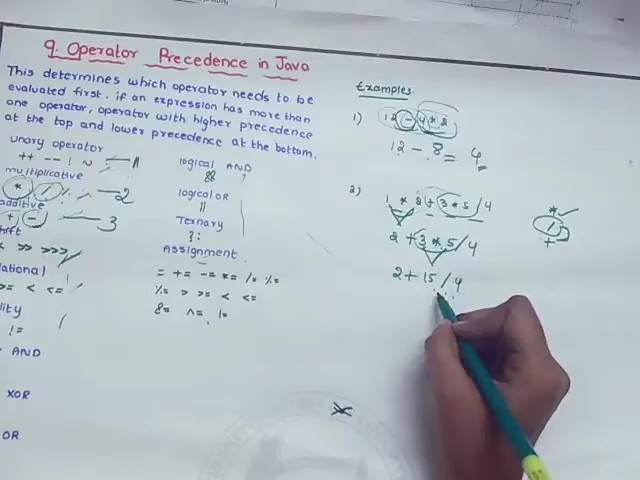 9. Operator Precedence in Java
This determines which operator needs to be
evaluated first. if an expression has more than
one operator, operator with higher precedence
at the top and lower precedence at the bottom.
unary operator
++ -- ! ~ 1
multiplicative
* / % 2
additive
+ - 3
shift
< >> >>>
lational
>= < <=
lity
!=
AND
XOR
OR
logical AND
&&
logical OR
||
Ternary
?:
Assignment
= += -= *= /= %=
%= > >= < <=
&= ^= !=
Examples.
1) 12 - 4 * 2
12 - 8 = 4
2) 1 * 2 + 3 * 5 / 4
2 + 3 * 5 / 4
2 + 15 / 4
*
/
+